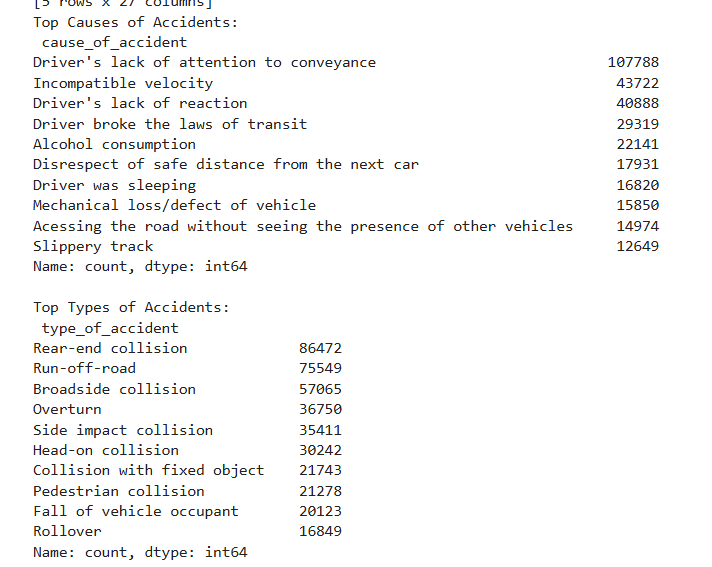 [5 rows x 27 columns]
Top Causes of Accidents:
cause_of_accident
Driver's lack of attention to conveyance 107788
Incompatible velocity 43722
Driver's lack of reaction 40888
Driver broke the laws of transit 29319
Alcohol consumption 22141
Disrespect of safe distance from the next car 17931
Driver was sleeping 16820
Mechanical loss/defect of vehicle 15850
Acessing the road without seeing the presence of other vehicles 14974
Slippery track 12649
Name: count, dtype: int64
Top Types of Accidents:
type_of_accident
Rear-end collision 86472
Run-off-road 75549
Broadside collision 57065
Overturn 36750
Side impact collision 35411
Head-on collision 30242
Collision with fixed object 21743
Pedestrian collision 21278
Fall of vehicle occupant 20123
Rollover 16849
Name: count, dtype: int64